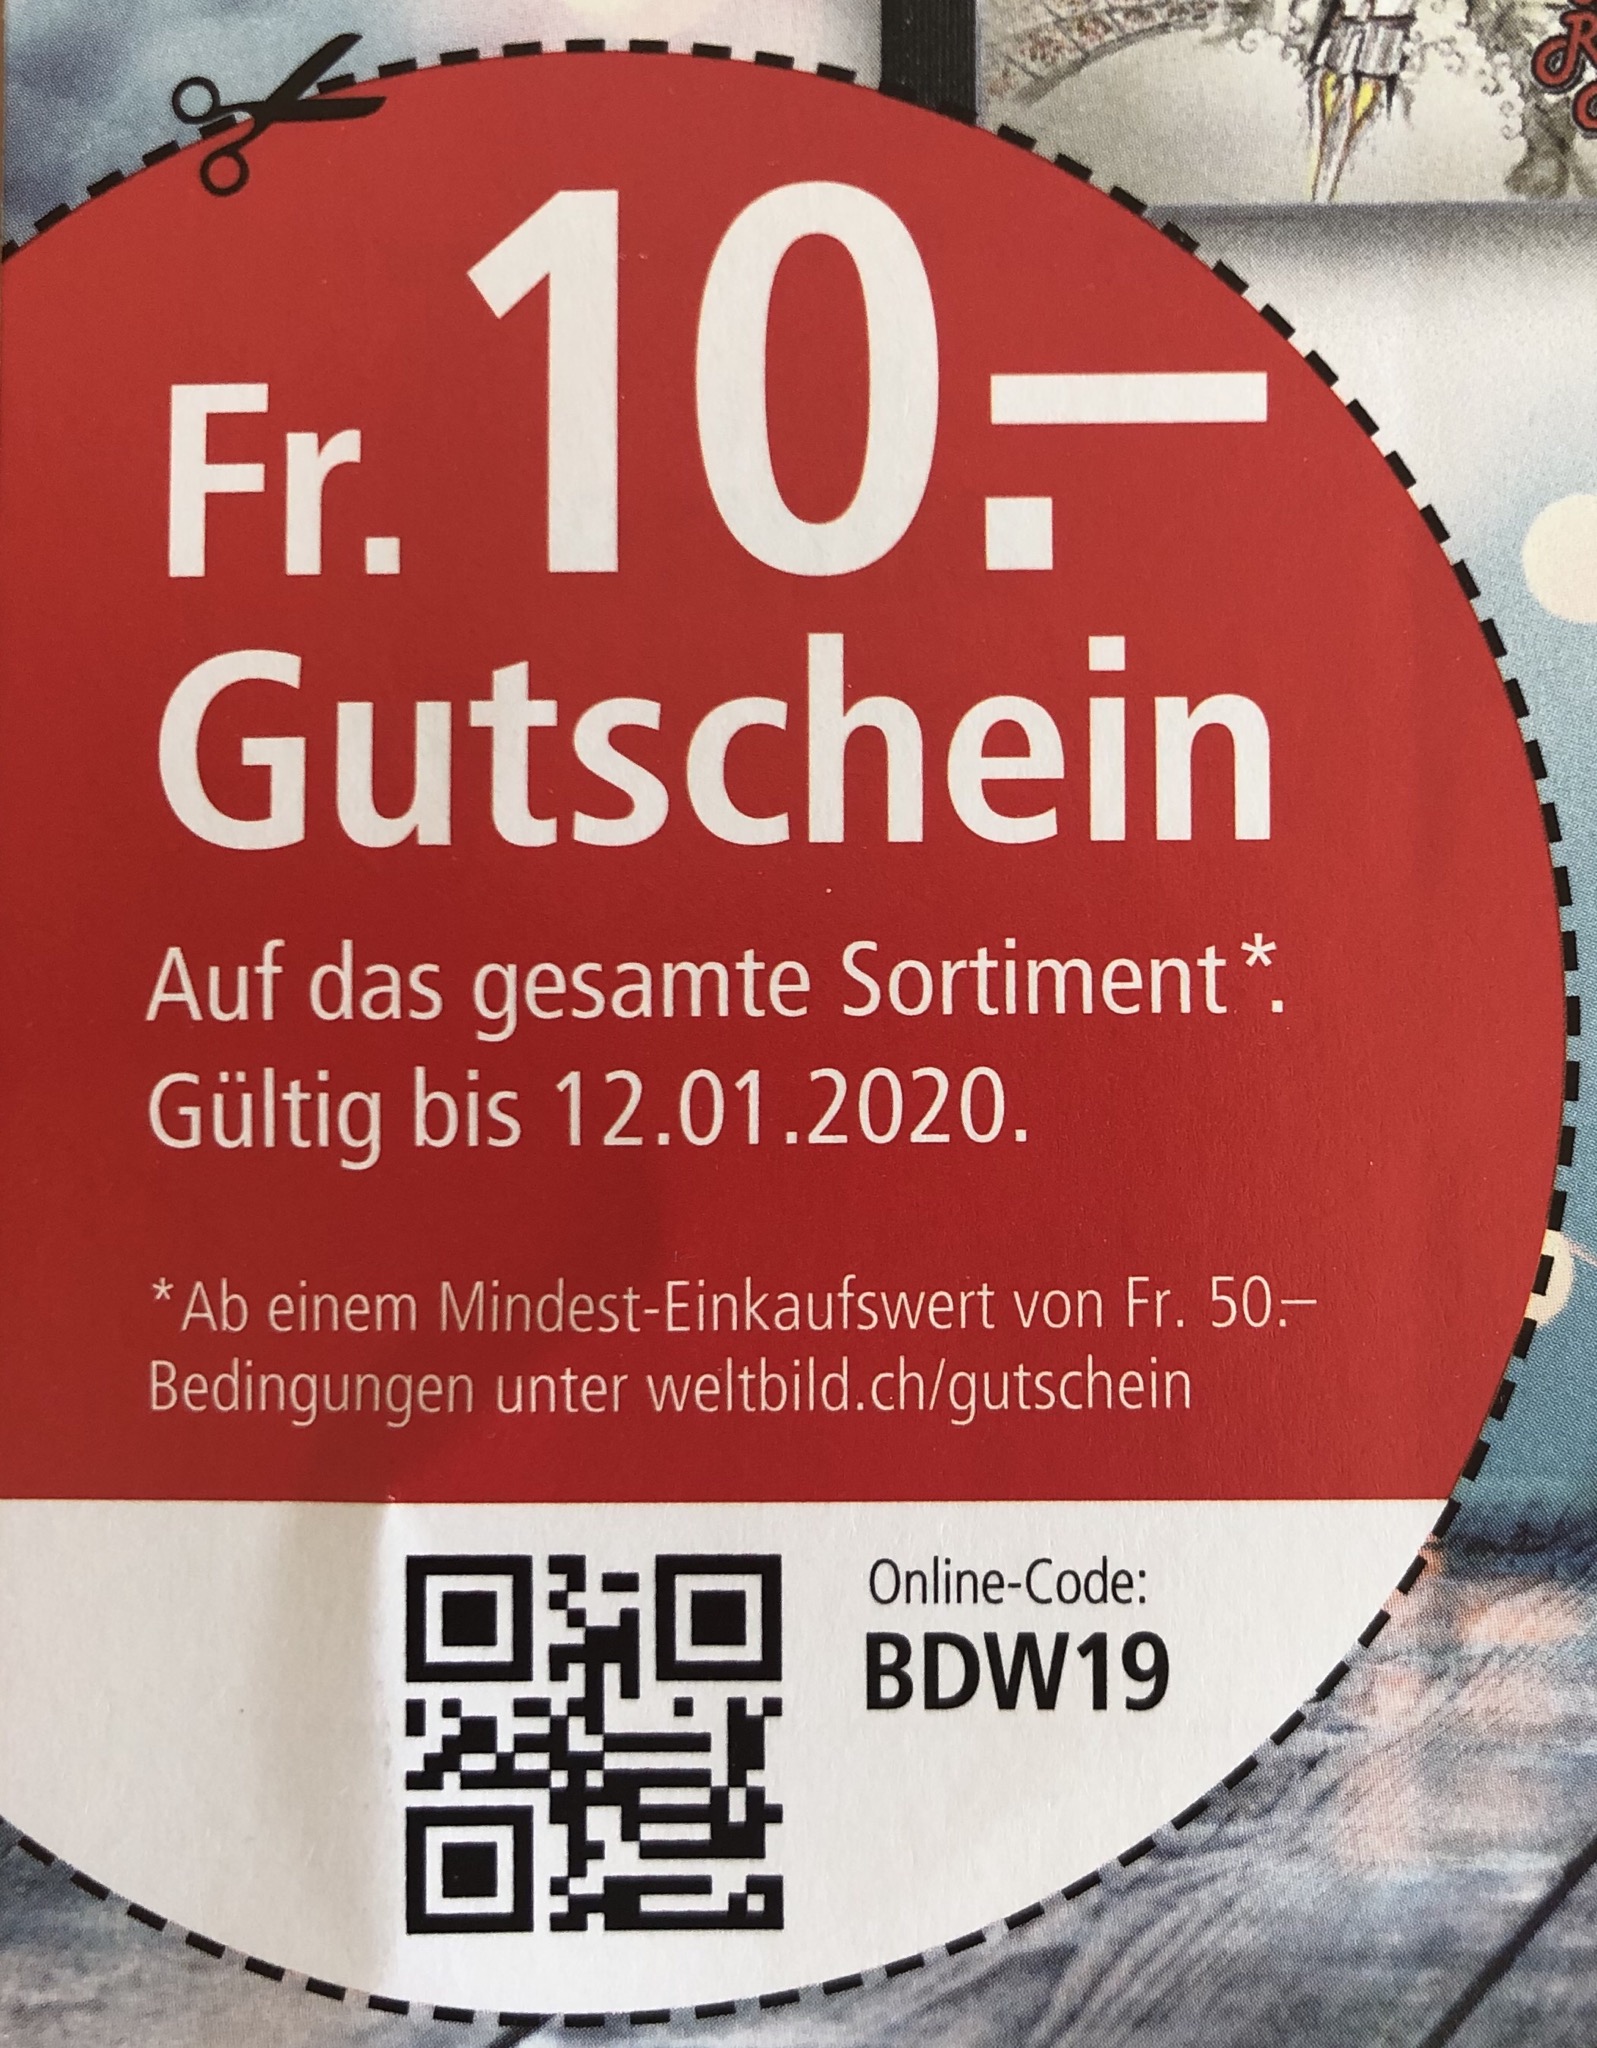 Fr. 10.–
Gutschein
Auf das gesamte Sortiment*.
Gültig bis 12.01.2020.
*Ab einem Mindest-Einkaufswert von Fr. 50.–
Bedingungen unter weltbild.ch/gutschein
Online-Code:
BDW19